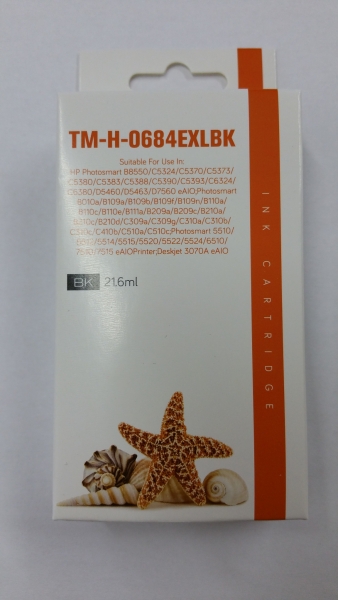 TM-H-0684EXLBK
Suitable For Use In:
HP Photosmart B8550/C5324/C5370/C5373/
C5380/C5383/C5388/C5390/C5393/C6324/
C6380/D5460/D5463/D7560 eAIO;Photosmart
B010a/B109a/B109b/B109f/B109n/B110a/
B110c/B110e/B111a/B209a/B209c/B210a/
B210c/B210d/C309a/C309g/C310a/C310b/
C310c/C410b/C510a/C510c;Photosmart 5510/
5514/5515/5520/5522/5524/6510/
7515 eAIOPrinter;Deskjet 3070A eAIO
BK 21.6ml
INK CARTRIDGE